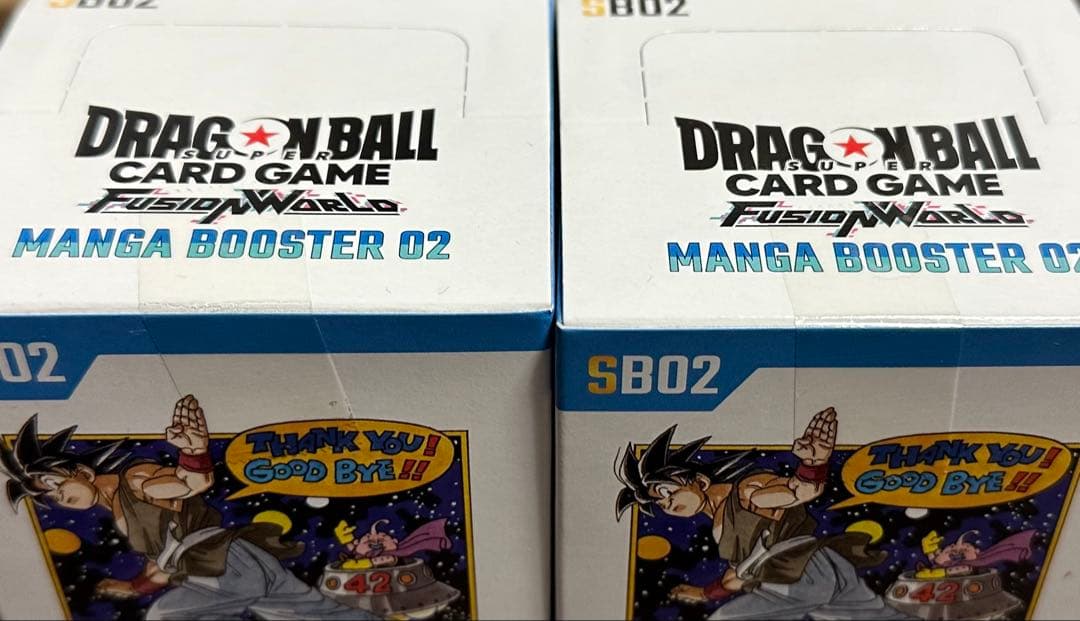 SB02
DRAGON BALL
SUPER
CARD GAME
FUSION WORLD
MANGA BOOSTER 02
02
THANK YOU!
GOOD BYE!!
42
SB02
DRAGON BALL
SUPER
CARD GAME
FUSION WORLD
MANGA BOOSTER 02
SB02
THANK YOU!
GOOD BYE!!
42